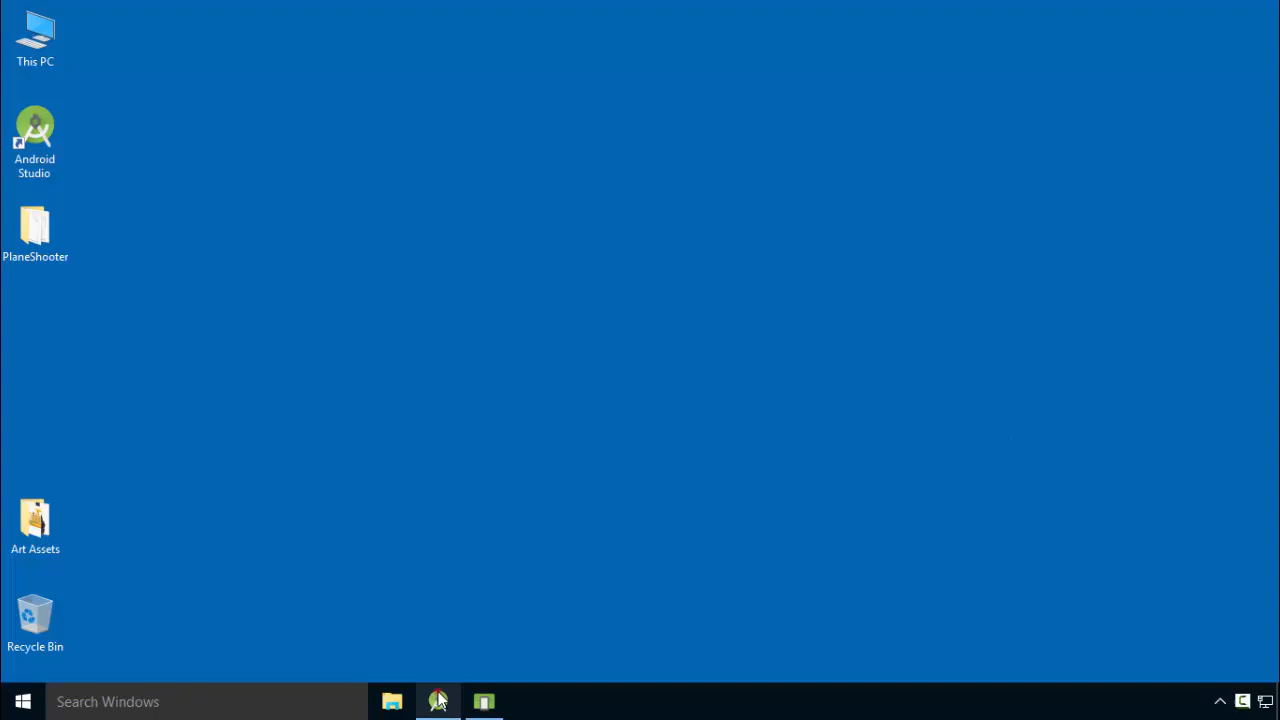 This PC
Android
Studio
PlaneShooter
Art Assets
Recycle Bin
Search Windows